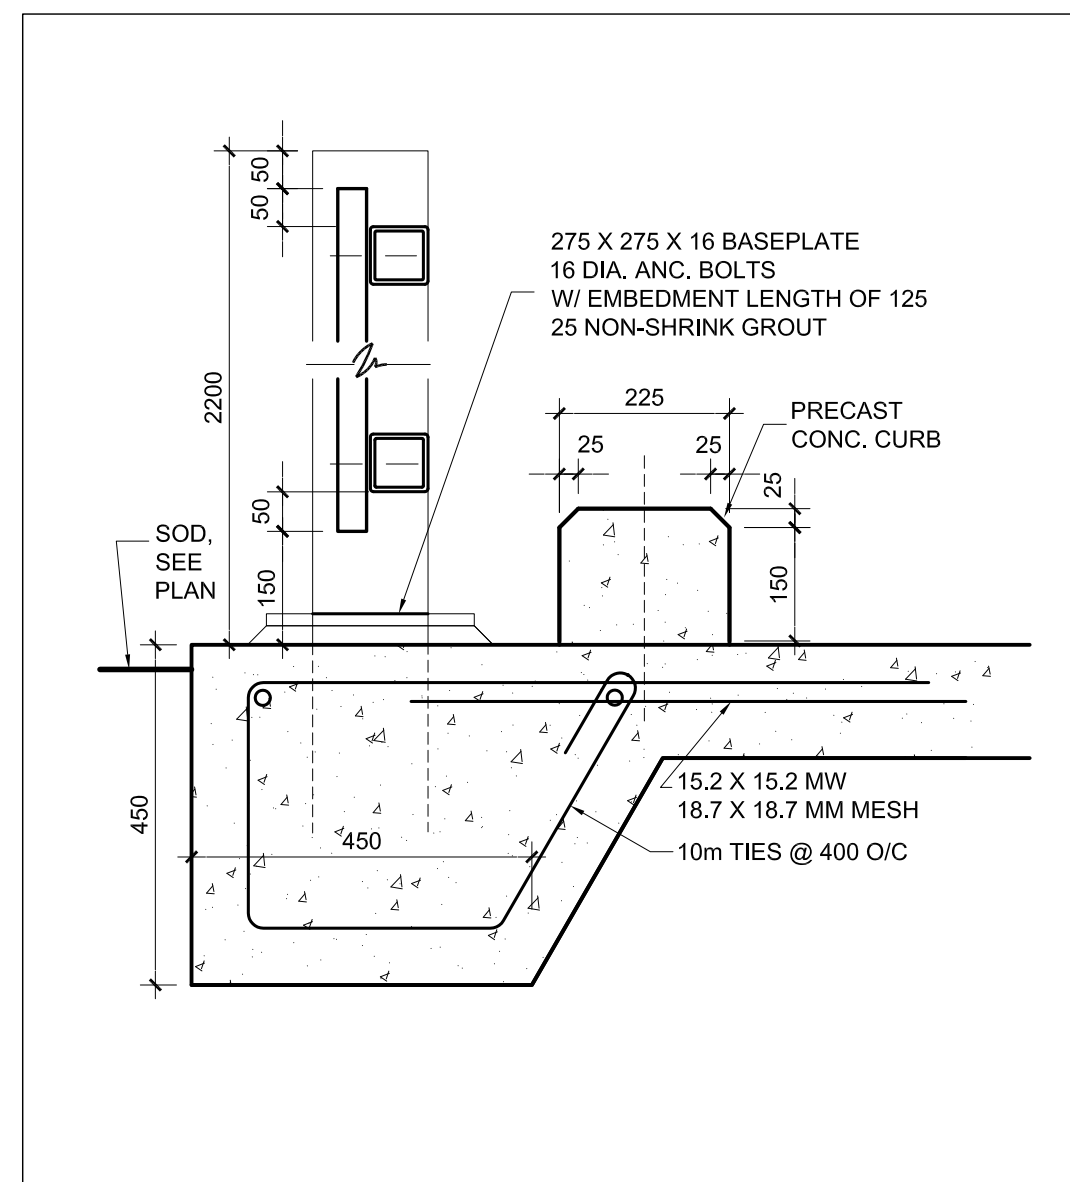 50
50
275 X 275 X 16 BASEPLATE
16 DIA. ANC. BOLTS
W/ EMBEDMENT LENGTH OF 125
25 NON-SHRINK GROUT
2200
225
PRECAST
CONC. CURB
25
25
25
50
SOD,
SEE
PLAN
150
150
450
15.2 X 15.2 MW
18.7 X 18.7 MM MESH
450
10m TIES @ 400 O/C